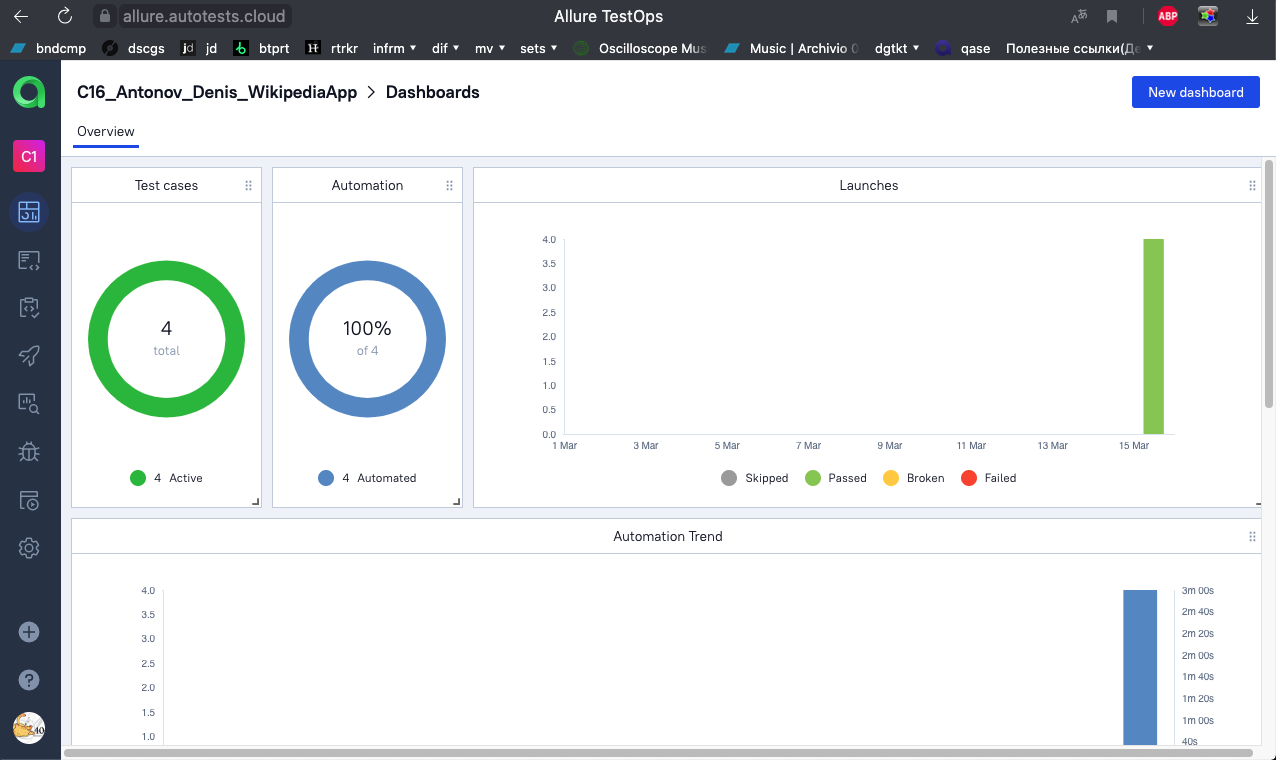 allure.autotests.cloud
Allure TestOps
ABP
bndcmp dscgs jd jd btprt H rtrkr infrm dif mv sets Oscilloscope Mus Music | Archivio dgtkt qase Полезные ссылки(Де
C16_Antonov_Denis_WikipediaApp > Dashboards
New dashboard
Overview
C1
Test cases
4
total
4 Active
Automation
100%
of 4
4 Automated
Launches
4.0
3.5
3.0
2.5
2.0
1.5
1.0
0.5
0.0
1 Mar 3 Mar 5 Mar 7 Mar 9 Mar 11 Mar 13 Mar 15 Mar
Skipped Passed Broken Failed
Automation Trend
4.0
3.5
3.0
2.5
2.0
1.5
1.0
3m 00s
2m 40s
2m 20s
2m 00s
1m 40s
1m 20s
1m 00s
40s
?
40